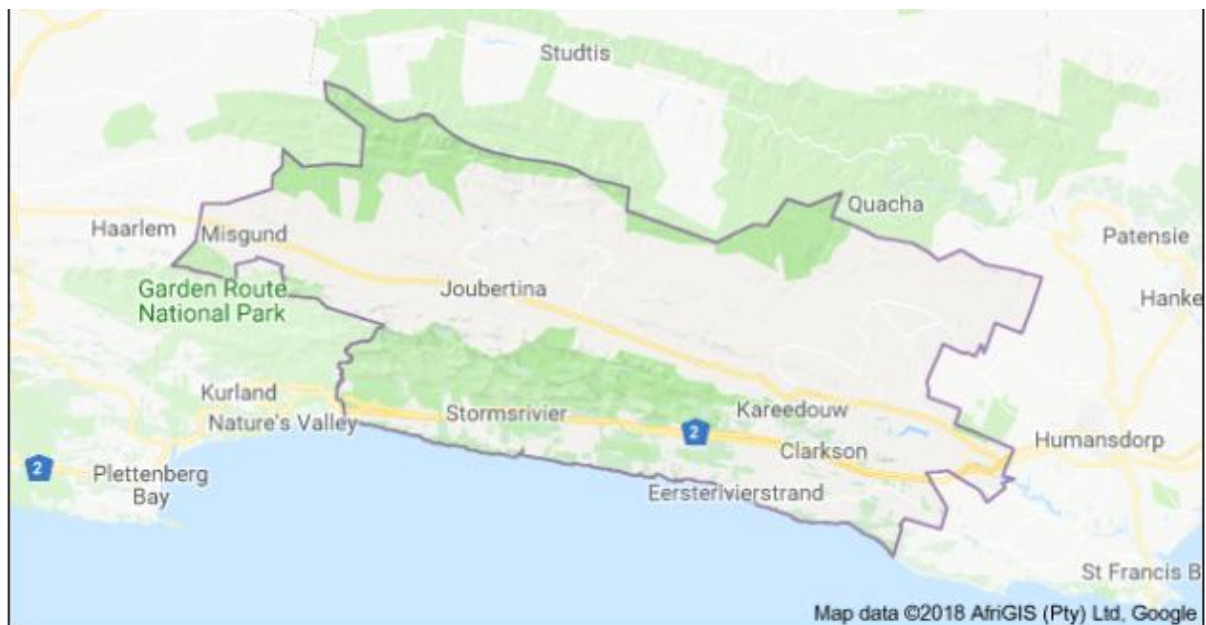 Studtis
Quacha
Haarlem
Misgund
Patensie
Garden Route
National Park
Joubertina
Hanke
Kurland
Nature's Valley
Stormsrivier
Kareedouw
2
Clarkson
Humansdorp
2
Plettenberg
Bay
Eersterivierstrand
St Francis B
Map data ©2018 AfriGIS (Pty) Ltd, Google